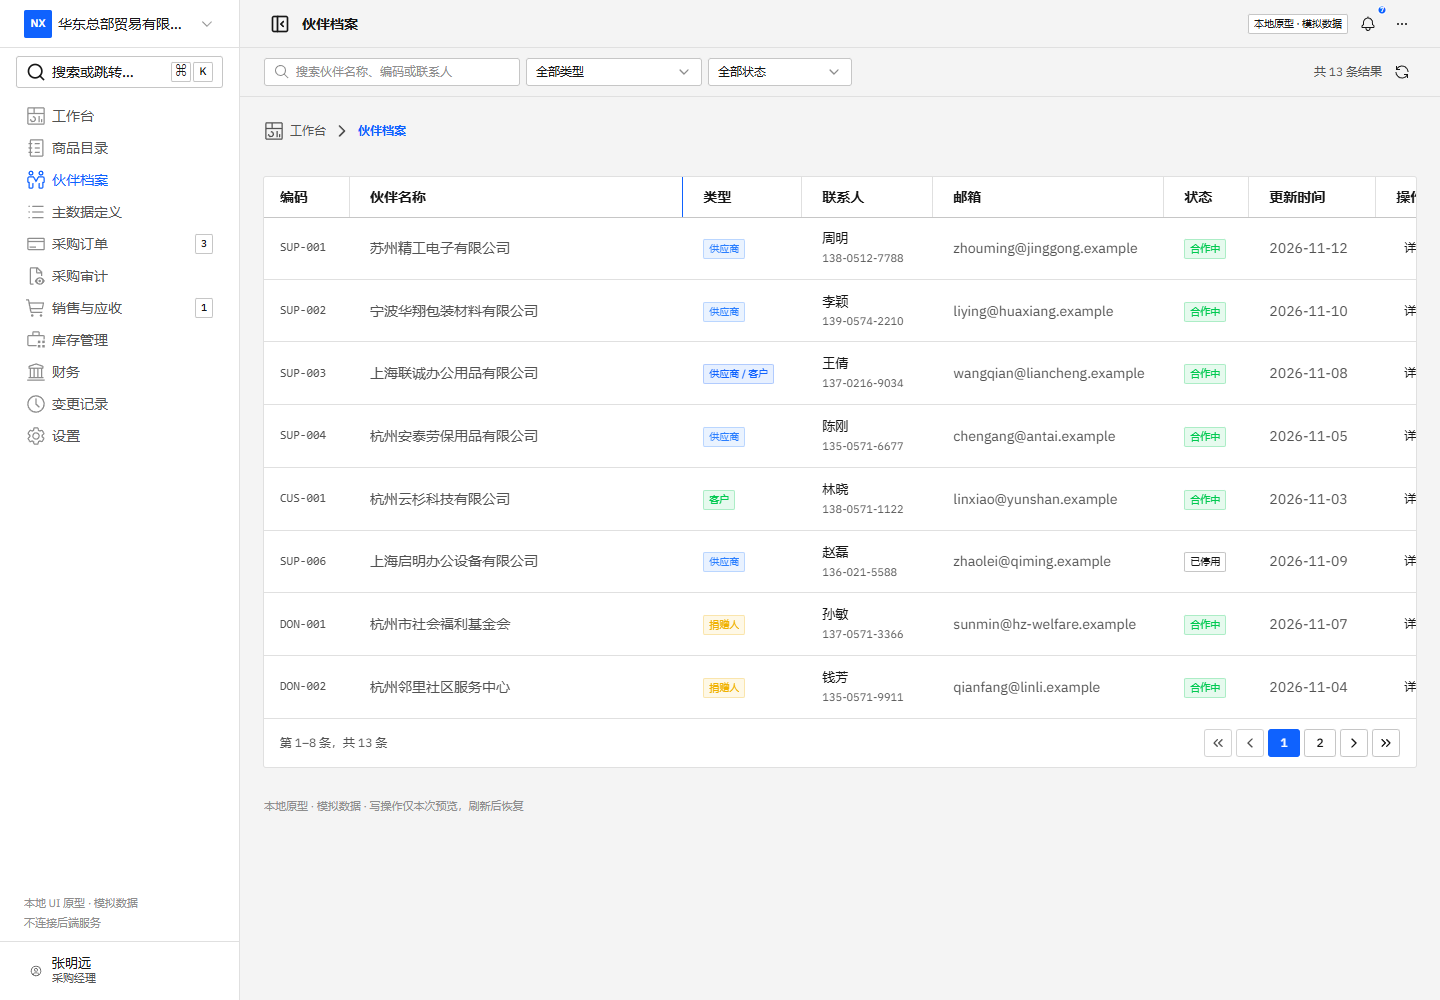 NX 华东总部贸易有限...
搜索或跳转... ⌘ K
工作台
商品目录
伙伴档案
主数据定义
采购订单 3
采购审计
销售与应收 1
库存管理
财务
变更记录
设置
本地 UI 原型 · 模拟数据
不连接后端服务
张明远
采购经理
伙伴档案
本地原型 · 模拟数据
7
搜索伙伴名称、编码或联系人
全部类型
全部状态
共 13 条结果
工作台 > 伙伴档案
编码 伙伴名称 类型 联系人 邮箱 状态 更新时间 操作
SUP-001 苏州精工电子有限公司 供应商 周明 138-0512-7788 zhouming@jinggong.example 合作中 2026-11-12 详
SUP-002 宁波华翔包装材料有限公司 供应商 李颖 139-0574-2210 liying@huaxiang.example 合作中 2026-11-10 详
SUP-003 上海联诚办公用品有限公司 供应商 / 客户 王倩 137-0216-9034 wangqian@liancheng.example 合作中 2026-11-08 详
SUP-004 杭州安泰劳保用品有限公司 供应商 陈刚 135-0571-6677 chengang@antai.example 合作中 2026-11-05 详
CUS-001 杭州云杉科技有限公司 客户 林晓 138-0571-1122 linxiao@yunshan.example 合作中 2026-11-03 详
SUP-006 上海启明办公设备有限公司 供应商 赵磊 136-021-5588 zhaolei@qiming.example 已停用 2026-11-09 详
DON-001 杭州市社会福利基金会 捐赠人 孙敏 137-0571-3366 sunmin@hz-welfare.example 合作中 2026-11-07 详
DON-002 杭州邻里社区服务中心 捐赠人 钱芳 135-0571-9911 qianfang@linli.example 合作中 2026-11-04 详
第 1–8 条，共 13 条
1 2
本地原型 · 模拟数据 · 写操作仅本次预览，刷新后恢复